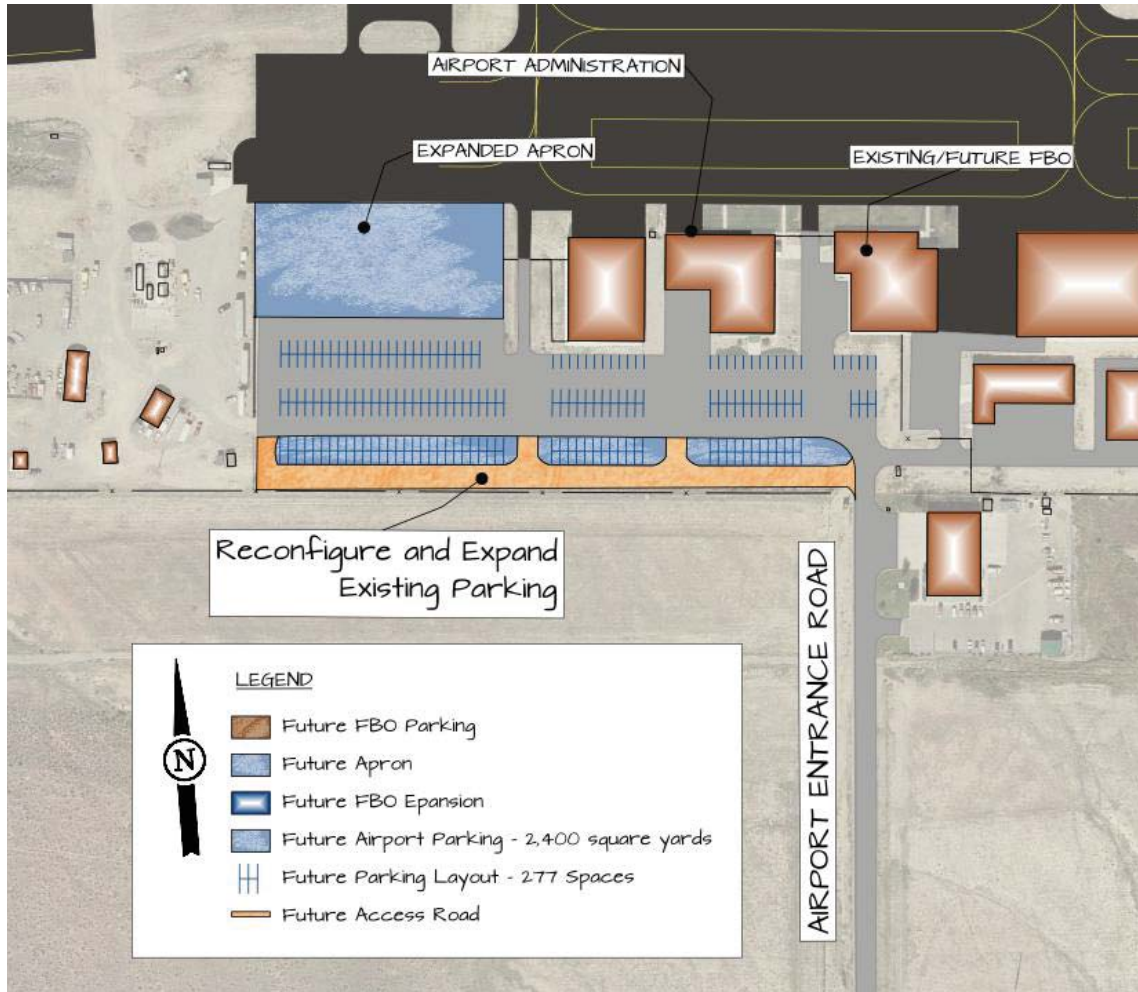 AIRPORT ADMINISTRATION
EXPANDED APRON
EXISTING/FUTURE FBO
Reconfigure and Expand
Existing Parking
AIRPORT ENTRANCE ROAD
LEGEND
N
Future FBO Parking
Future Apron
Future FBO Epansion
Future Airport Parking - 2,400 square yards
Future Parking Layout - 277 Spaces
Future Access Road